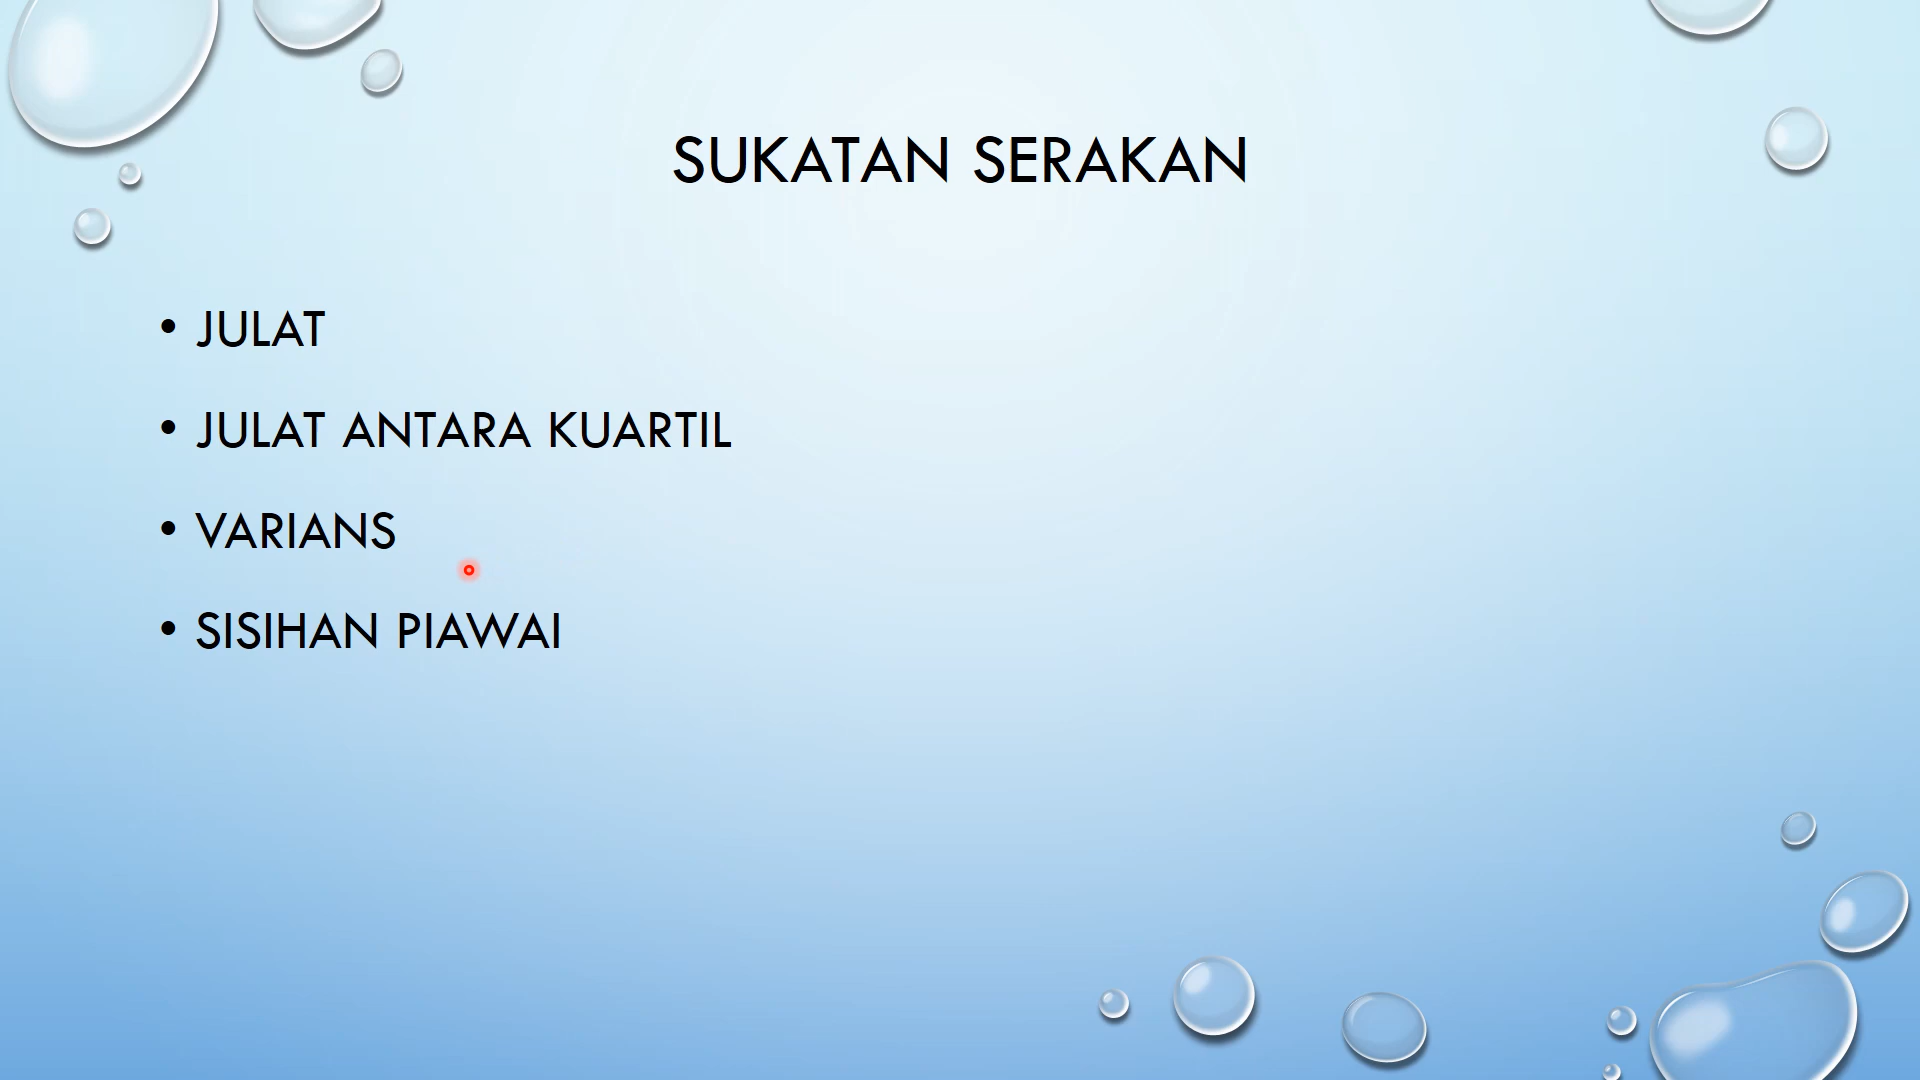 SUKATAN SERAKAN
• JULAT
• JULAT ANTARA KUARTIL
• VARIANS
• SISIHAN PIAWAI